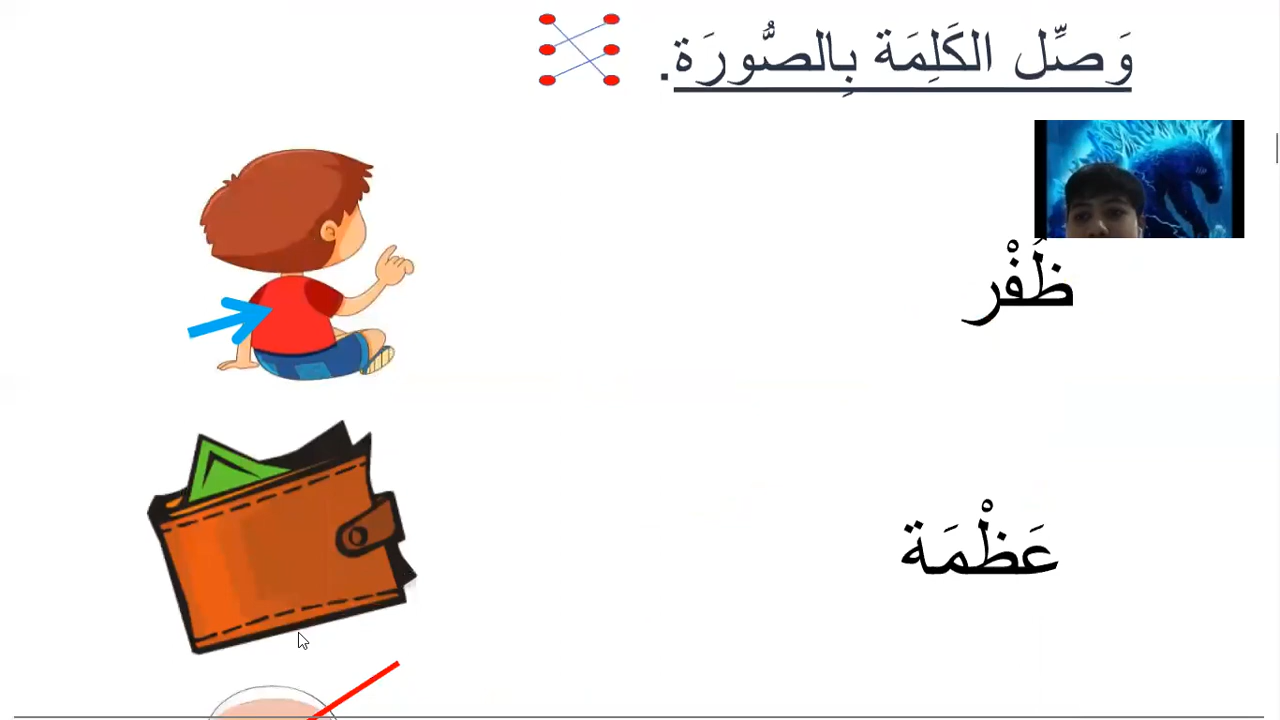 وَصِّل الكَلِمَة بِالصُّورَة.
ظُفْر
عَظْمَة